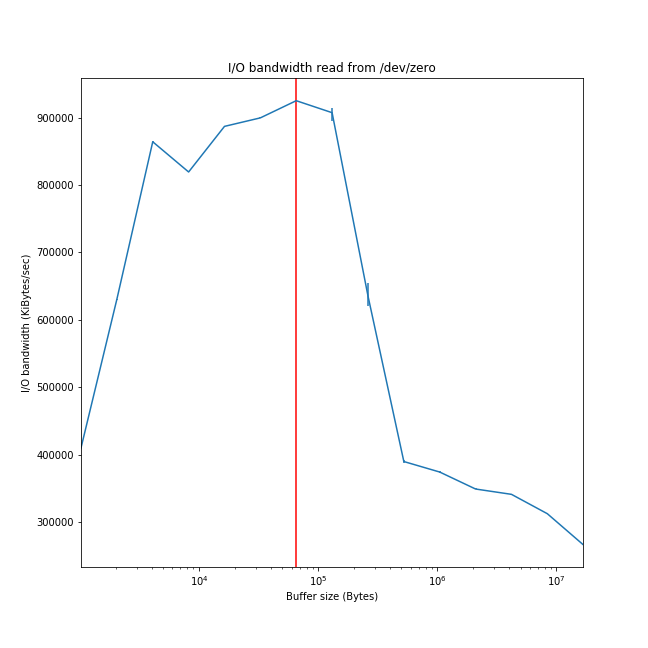 I/O bandwidth read from /dev/zero
900000
800000
700000
600000
500000
400000
300000
I/O bandwidth (KiBytes/sec)
10⁴ 10⁵ 10⁶ 10⁷
Buffer size (Bytes)